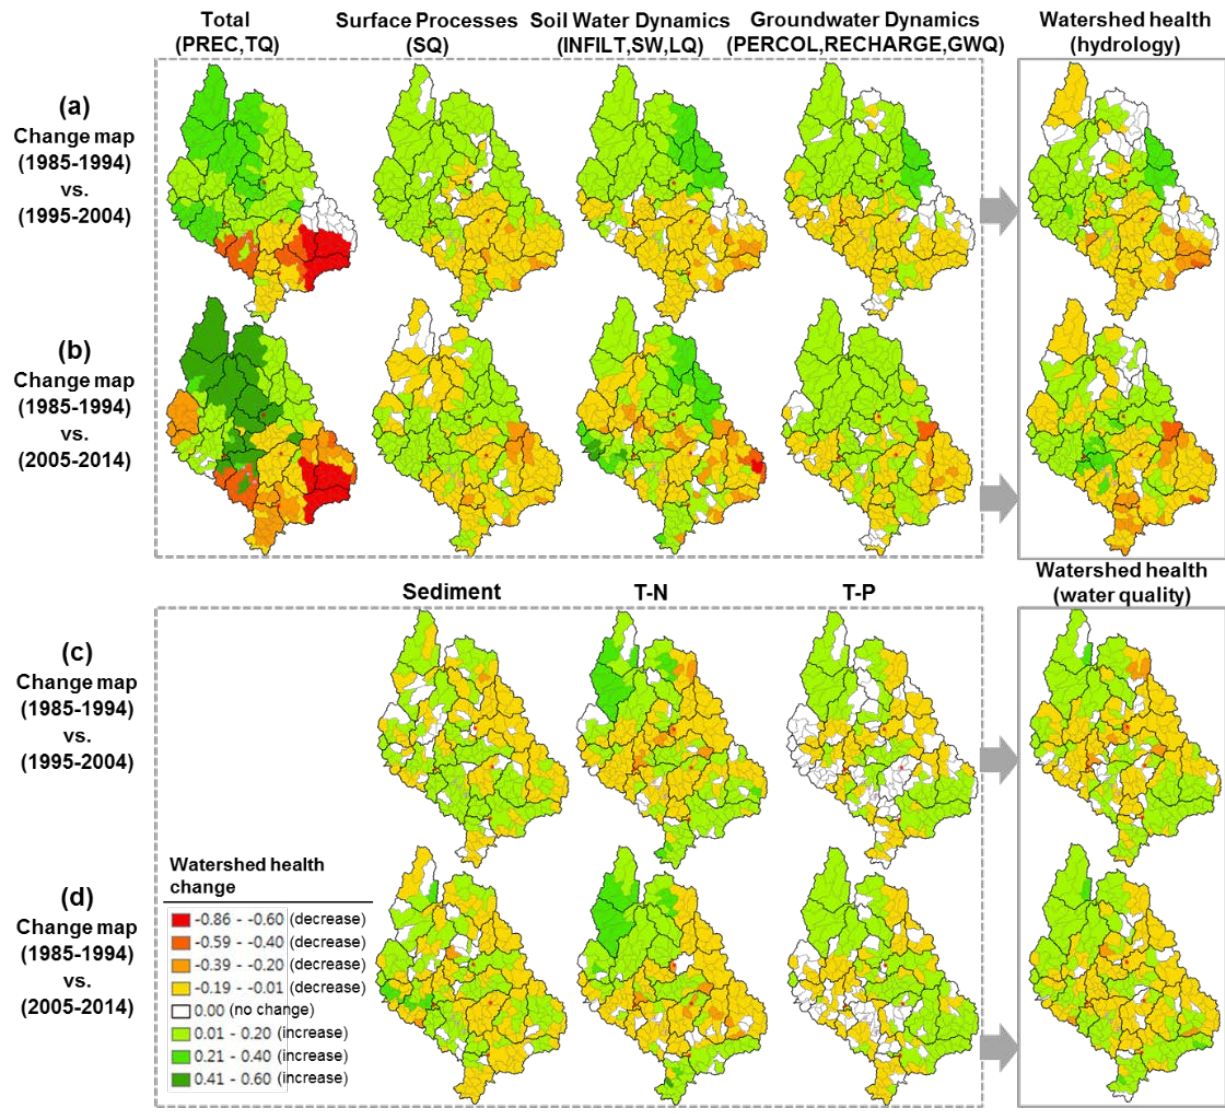 Total
(PREC,TQ)
Surface Processes
(SQ)
Soil Water Dynamics
(INFILT,SW,LQ)
Groundwater Dynamics
(PERCOL,RECHARGE,GWQ)
Watershed health
(hydrology)
(a)
Change map
(1985-1994)
vs.
(1995-2004)
(b)
Change map
(1985-1994)
vs.
(2005-2014)
Sediment
T-N
T-P
Watershed health
(water quality)
(c)
Change map
(1985-1994)
vs.
(1995-2004)
(d)
Change map
(1985-1994)
vs.
(2005-2014)
Watershed health
change
-0.86 - -0.60 (decrease)
-0.59 - -0.40 (decrease)
-0.39 - -0.20 (decrease)
-0.19 - -0.01 (decrease)
0.00 (no change)
0.01 - 0.20 (increase)
0.21 - 0.40 (increase)
0.41 - 0.60 (increase)